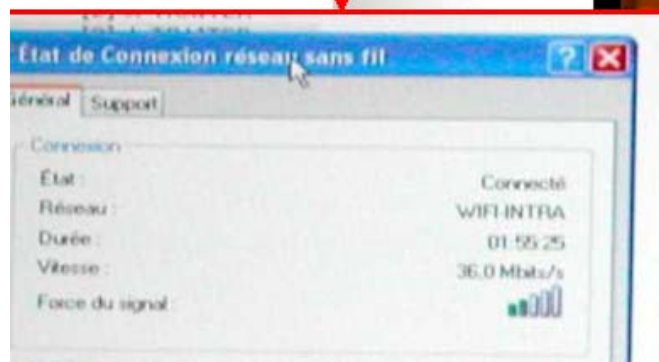 État de Connexion réseau sans fil
Général Support
Connexion
État : Connecté
Réseau : WIFI-INTRA
Durée : 01:55:25
Vitesse : 36,0 Mbits/s
Force du signal :